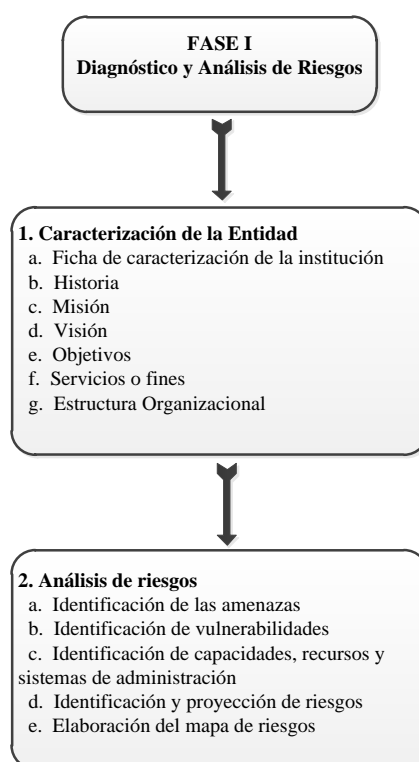 FASE I
Diagnóstico y Análisis de Riesgos
1. Caracterización de la Entidad
a. Ficha de caracterización de la institución
b. Historia
c. Misión
d. Visión
e. Objetivos
f. Servicios o fines
g. Estructura Organizacional
2. Análisis de riesgos
a. Identificación de las amenazas
b. Identificación de vulnerabilidades
c. Identificación de capacidades, recursos y
sistemas de administración
d. Identificación y proyección de riesgos
e. Elaboración del mapa de riesgos